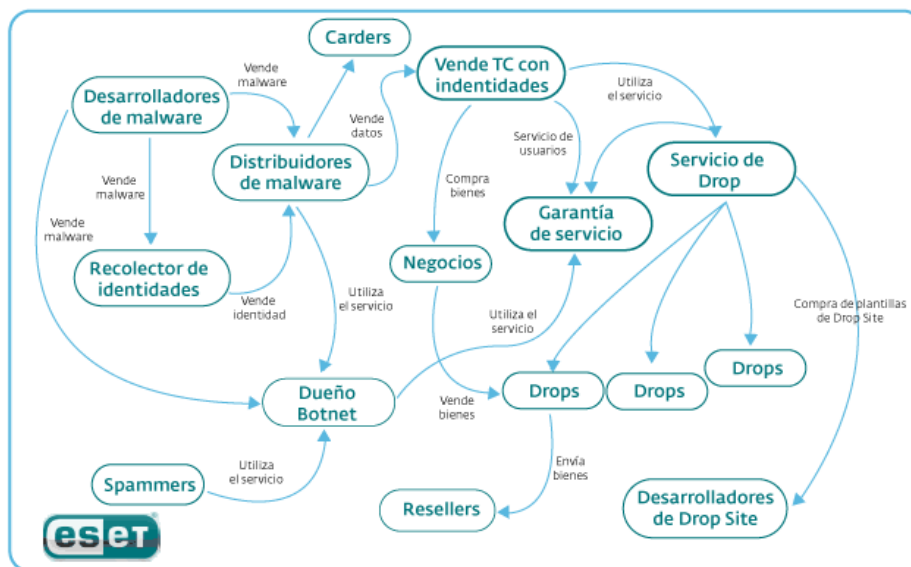 Carders
Vende
malware
Vende TC con
indentidades
Utiliza
el servicio
Desarrolladores
de malware
Vende
datos
Servicio de
usuarios
Distribuidores
de malware
Servicio de
Drop
Vende
malware
Compra
bienes
Vende
malware
Garantía
de servicio
Recolector de
identidades
Negocios
Vende
identidad
Utiliza
el servicio
Utiliza el
servicio
Compra de plantillas
de Drop Site
Drops
Drops
Drops
Dueño
Botnet
Vende
bienes
Utiliza
el servicio
Envía
bienes
Spammers
Resellers
Desarrolladores
de Drop Site
eseT